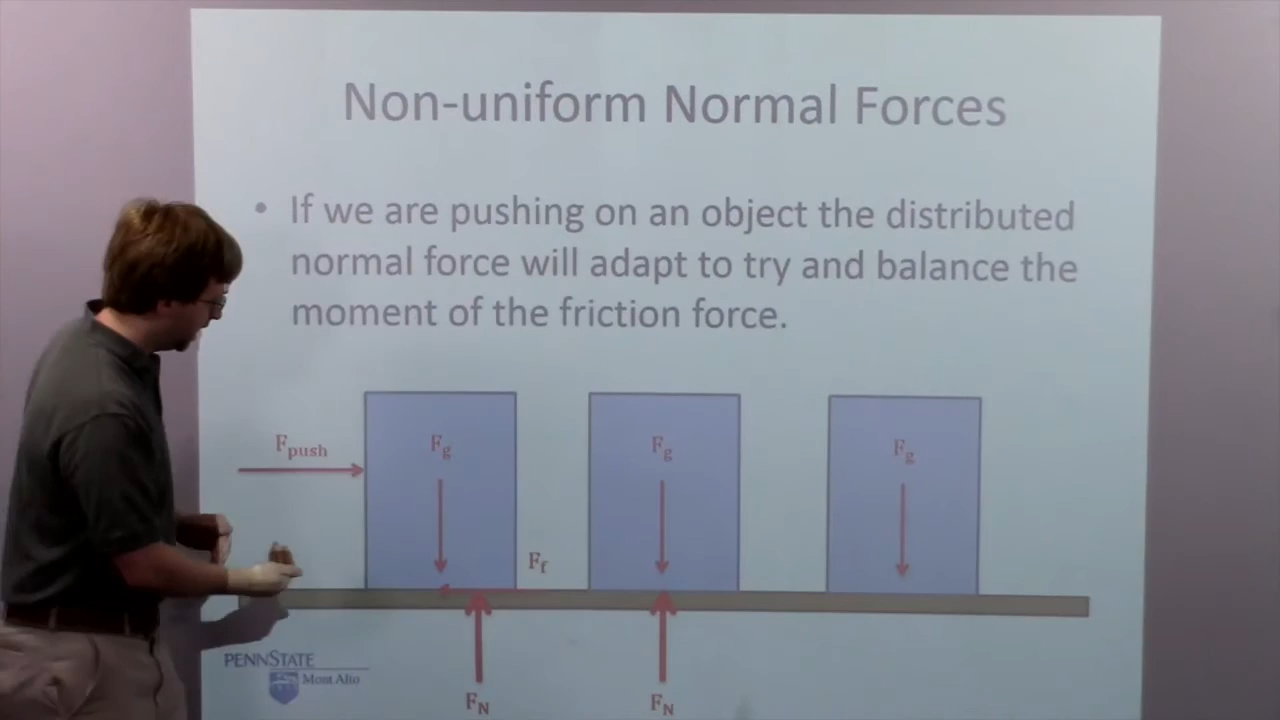 Non-uniform Normal Forces
• If we are pushing on an object the distributed
normal force will adapt to try and balance the
moment of the friction force.
Fpush
Fg
Fg
Fg
Ff
FN
FN
PENNSTATE
Mont Alto